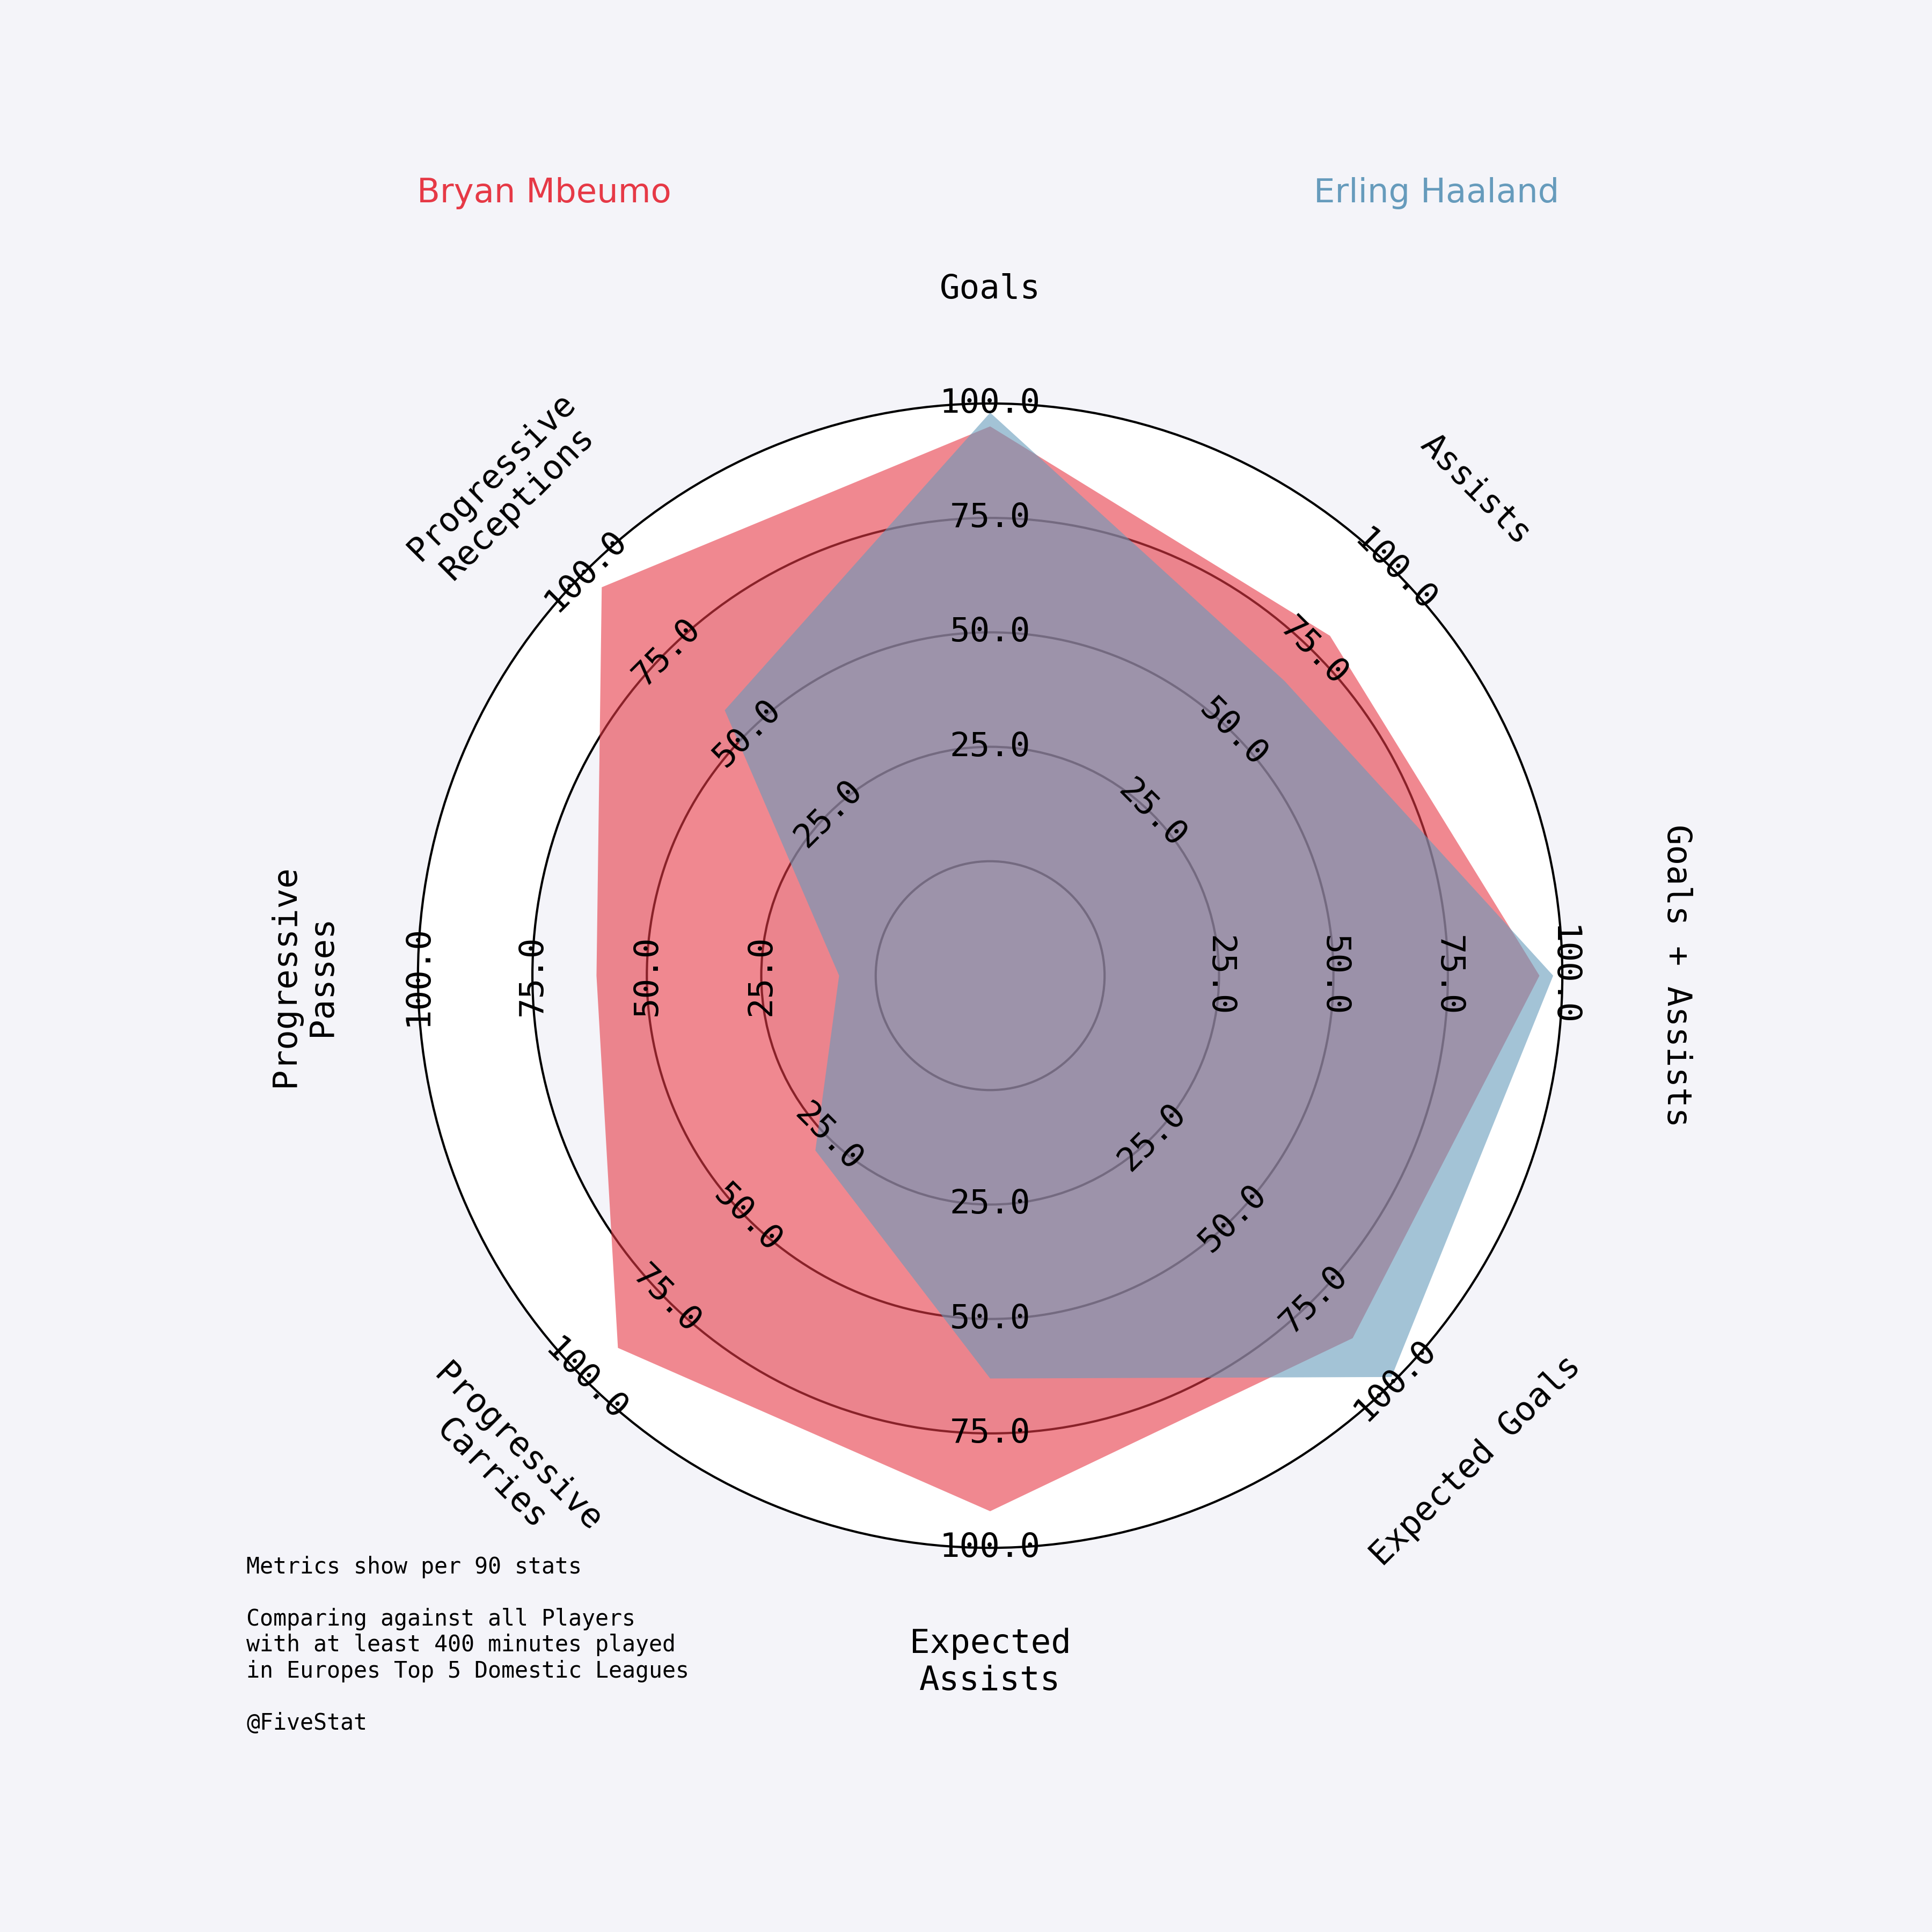 Bryan Mbeumo
Erling Haaland
Goals
Assists
Goals + Assists
Expected Goals
Expected
Assists
Progressive
Carries
Progressive
Passes
Progressive
Receptions
25.0
50.0
75.0
100.0
25.0
50.0
75.0
100.0
25.0
50.0
75.0
100.0
25.0
50.0
75.0
100.0
25.0
50.0
75.0
100.0
25.0
50.0
75.0
100.0
25.0
50.0
75.0
100.0
25.0
50.0
75.0
100.0
Metrics show per 90 stats
Comparing against all Players
with at least 400 minutes played
in Europes Top 5 Domestic Leagues
@FiveStat